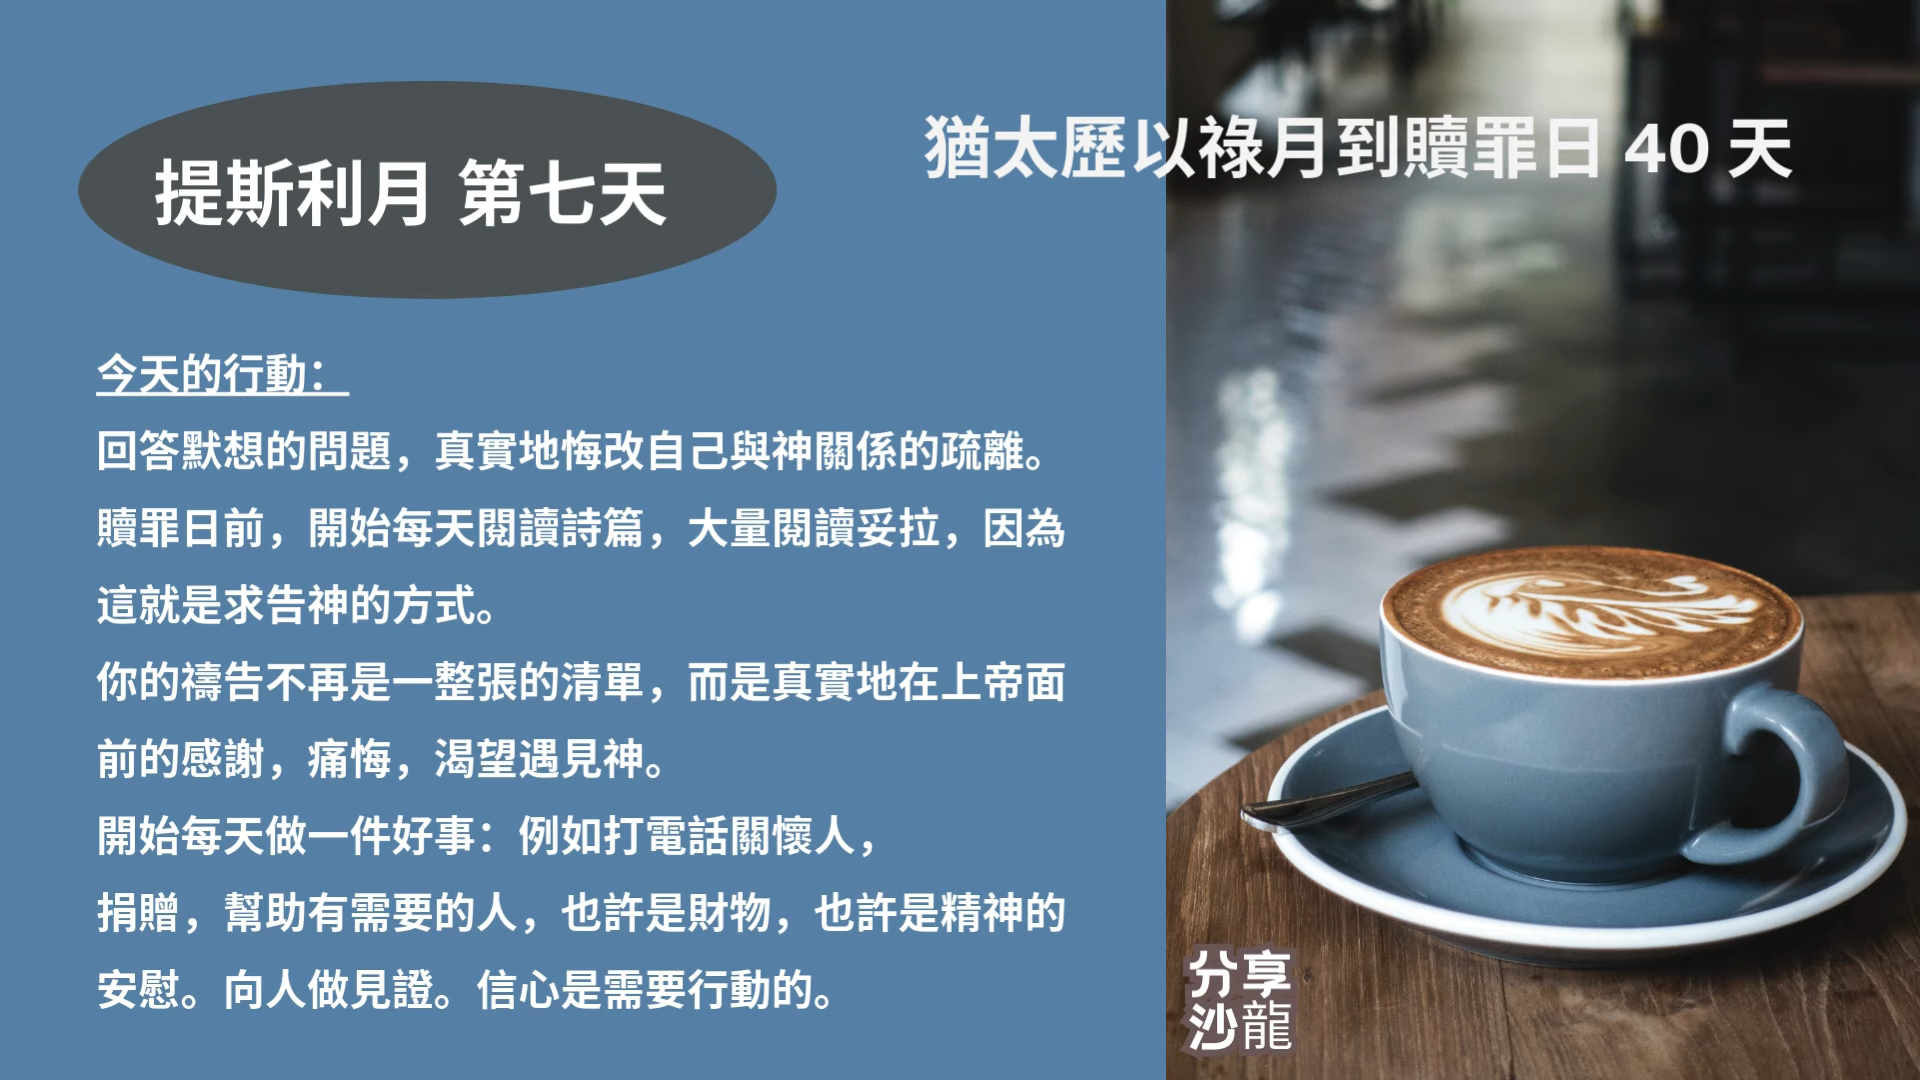 提斯利月 第七天
猶太歷以祿月到贖罪日 40 天
今天的行動：
回答默想的問題，真實地悔改自己與神關係的疏離。
贖罪日前，開始每天閱讀詩篇，大量閱讀妥拉，因為
這就是求告神的方式。
你的禱告不再是一整張的清單，而是真實地在上帝面
前的感謝，痛悔，渴望遇見神。
開始每天做一件好事：例如打電話關懷人，
捐贈，幫助有需要的人，也許是財物，也許是精神的
安慰。向人做見證。信心是需要行動的。
分享
沙龍